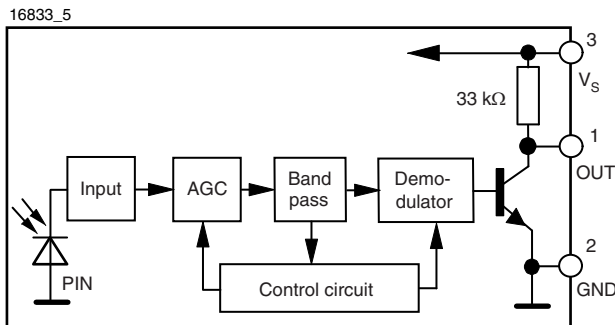 16833_5
3
V_S
33 kΩ
1
OUT
Input
AGC
Band
pass
Demo-
dulator
2
GND
PIN
Control circuit